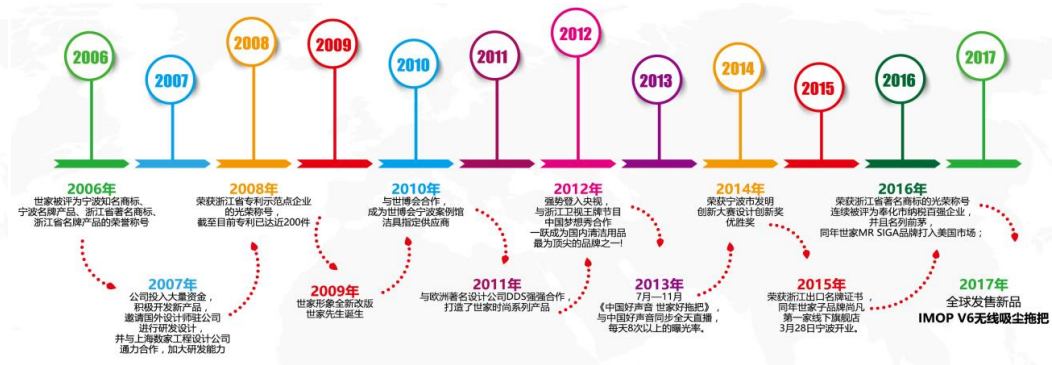 2006
2007
2008
2009
2010
2011
2012
2013
2014
2015
2016
2017
2006年
世家被评为宁波知名商标、
宁波名牌产品、浙江省著名商标、
浙江省名牌产品的荣誉称号
2007年
公司投入大量资金，
积极开发新产品，
邀请国外设计师驻公司
进行研发设计，
并与上海数家工程设计公司
通力合作，加大研发能力
2008年
荣获浙江省专利示范点企业
的光荣称号，
截至目前专利已达近200件
2009年
世家形象全新改版
世家先生诞生
2010年
与世博会合作，
成为世博会宁波案例馆
洁具指定供应商
2011年
与欧洲著名设计公司DDS强强合作，
打造了世家时尚系列产品
2012年
强势登入央视，
与浙江卫视王牌节目
中国梦想秀合作
一跃成为国内清洁用品
最为顶尖的品牌之一!
2013年
7月—11月
《中国好声音 世家好拖把》，
与中国好声音同步全天直播，
每天8次以上的曝光率。
2014年
荣获宁波市发明
创新大赛设计创新奖
优胜奖
2015年
荣获浙江出口名牌证书，
同年世家子品牌尚凡
第一家线下旗舰店
3月28日宁波开业。
2016年
荣获浙江省著名商标的光荣称号
连续被评为奉化市纳税百强企业，
并且名列前茅，
同年世家MR SIGA品牌打入美国市场；
2017年
全球发售新品
IMOP V6无线吸尘拖把